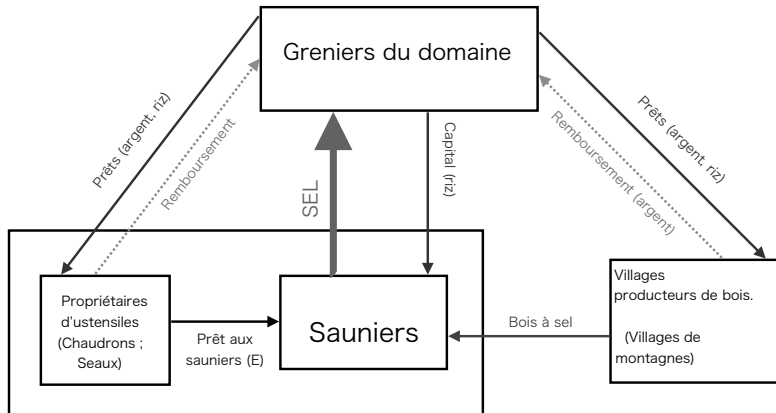 Greniers du domaine
Prêts (argent, riz)
Remboursement
SEL
Capital (riz)
Remboursement (argent)
Prêts (argent, riz)
Propriétaires
d'ustensiles
(Chaudrons ;
Seaux)
Prêt aux
sauniers (E)
Sauniers
Bois à sel
Villages
producteurs de bois.
(Villages de
montagnes)